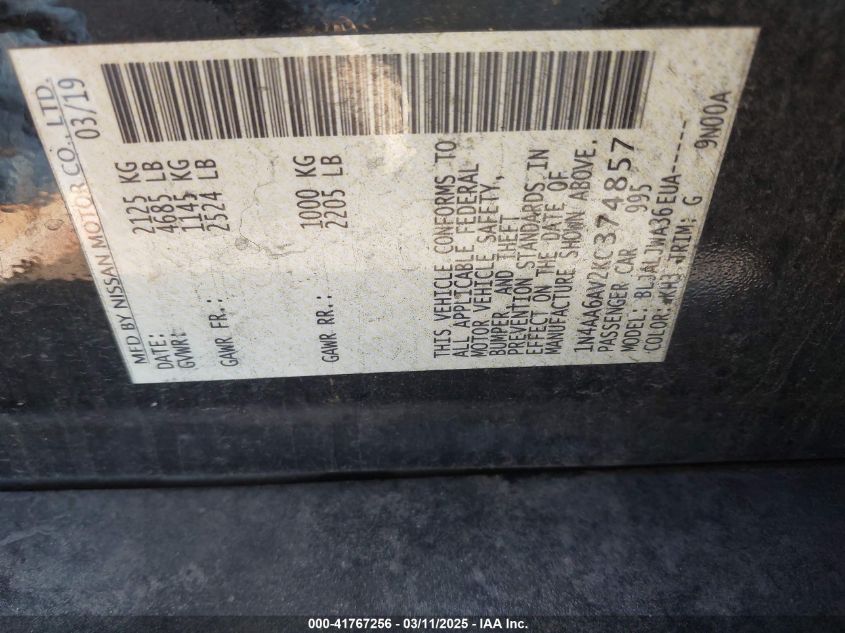 MFD BY NISSAN MOTOR CO., LTD.
DATE: 03/19
GVWR: 2125 KG
4685 LB
GAWR FR.: 1145 KG
2524 LB
GAWR RR.: 1000 KG
2205 LB
THIS VEHICLE CONFORMS TO
ALL APPLICABLE FEDERAL
MOTOR VEHICLE SAFETY,
BUMPER, AND THEFT
PREVENTION STANDARDS IN
EFFECT ON THE DATE OF
MANUFACTURE SHOWN ABOVE.
1N4AA6AV2KC374857
PASSENGER CAR 995
MODEL: BLJALJWA36EUA------
COLOR: KH3 TRIM: G 9N00A
000-41767256 - 03/11/2025 - IAA Inc.